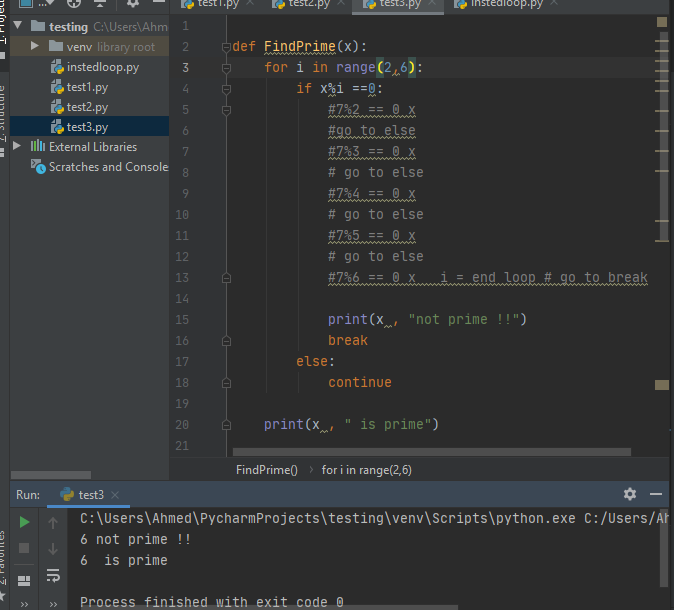 1: Project
test1.py
test2.py
test3.py
instedloop.py
testing C:\Users\Ahm
venv library root
instedloop.py
test1.py
test2.py
test3.py
External Libraries
Scratches and Console
1
2 def FindPrime(x):
3 for i in range(2,6):
4 if x%i ==0:
5 #7%2 == 0 x
6 #go to else
7 #7%3 == 0 x
8 # go to else
9 #7%4 == 0 x
10 # go to else
11 #7%5 == 0 x
12 # go to else
13 #7%6 == 0 x i = end loop # go to break
14
15 print(x , "not prime !!")
16 break
17 else:
18 continue
19
20 print(x , " is prime")
21
FindPrime() › for i in range(2,6)
Run: test3
C:\Users\Ahmed\PycharmProjects\testing\venv\Scripts\python.exe C:/Users/Ah
6 not prime !!
6  is prime
Process finished with exit code 0
2: Favorites